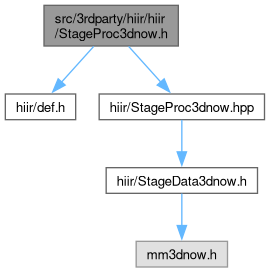 src/3rdparty/hiir/hiir
/StageProc3dnow.h
hiir/def.h
hiir/StageProc3dnow.hpp
hiir/StageData3dnow.h
mm3dnow.h